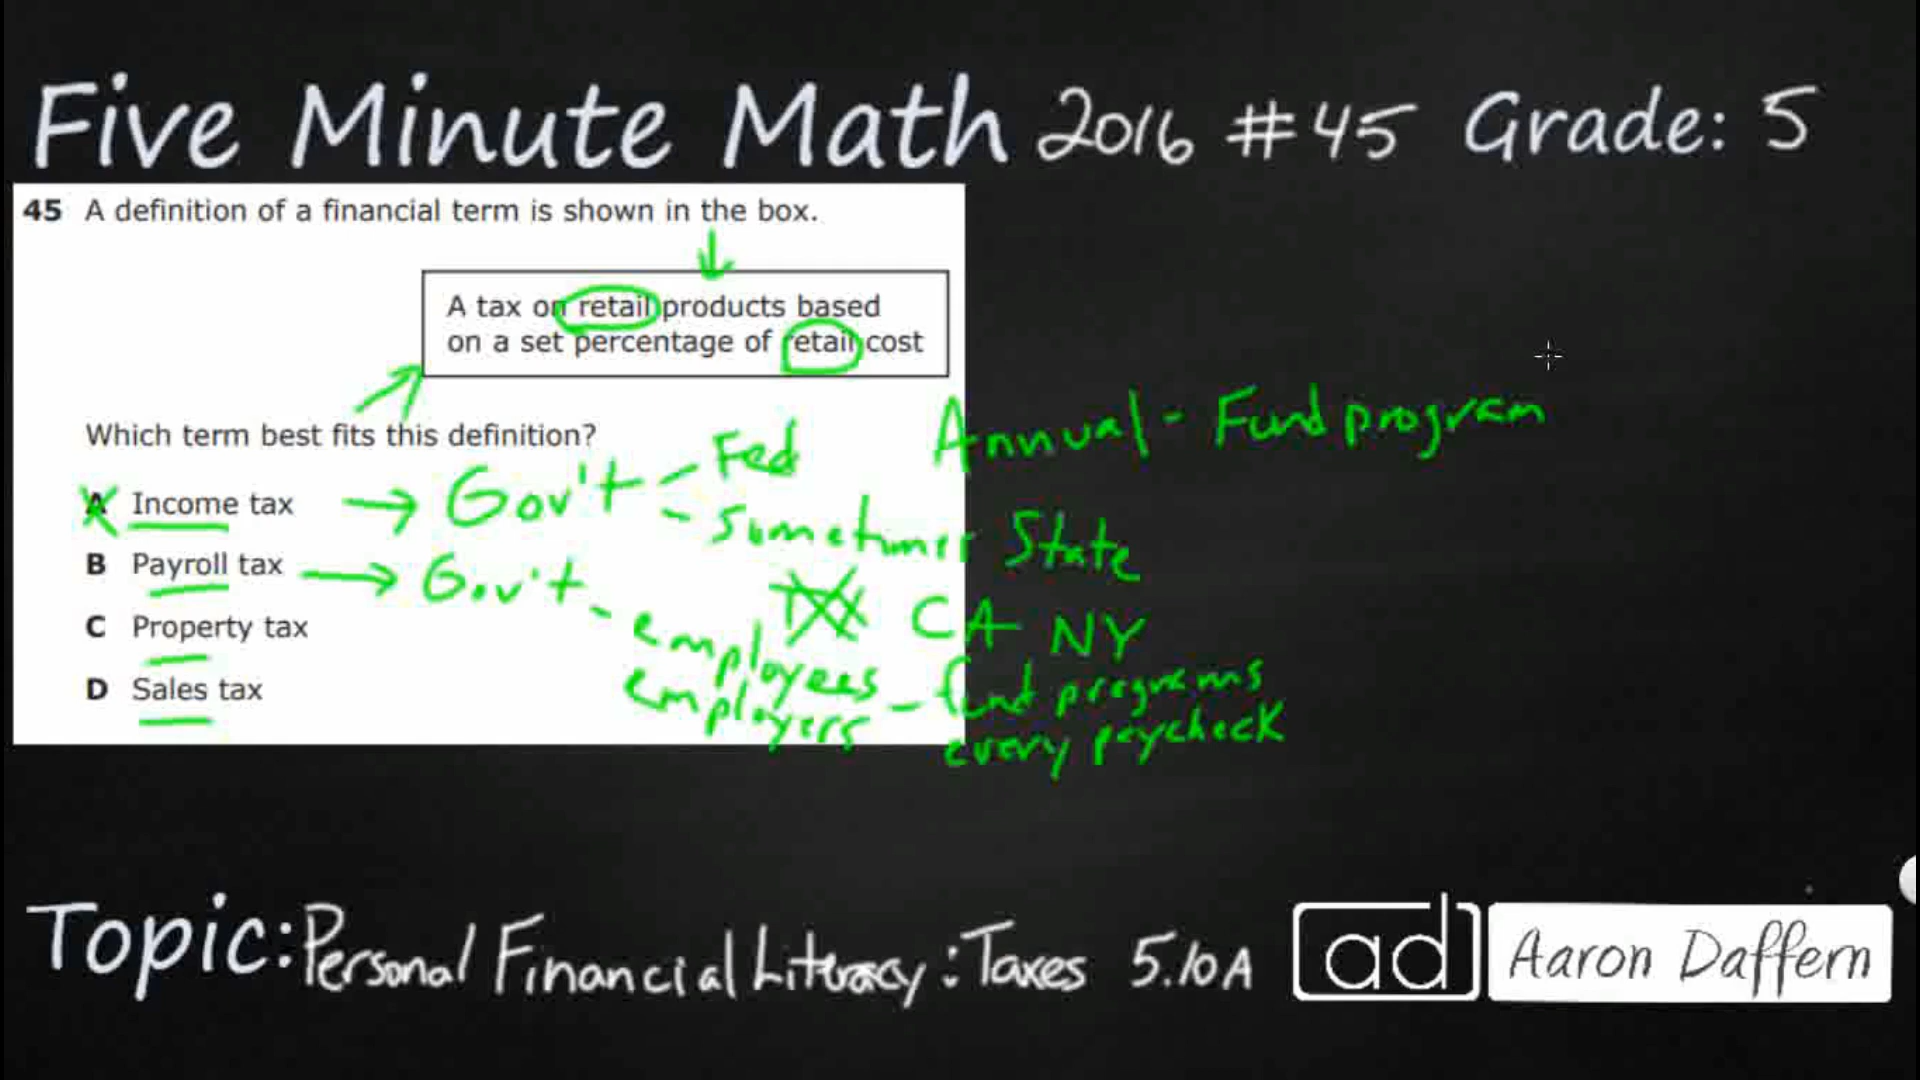 Five Minute Math 2016 #45 Grade: 5
45 A definition of a financial term is shown in the box.
A tax on retail products based
on a set percentage of retail cost
Which term best fits this definition?
A Income tax → Gov't - Fed Annual - Fund program
- sometimes State
B Payroll tax → Gov't - employees
TX CA NY
employers - fund programs
every paycheck
C Property tax
D Sales tax
Topic: Personal Financial Literacy: Taxes 5.10A
ad Aaron Daffern